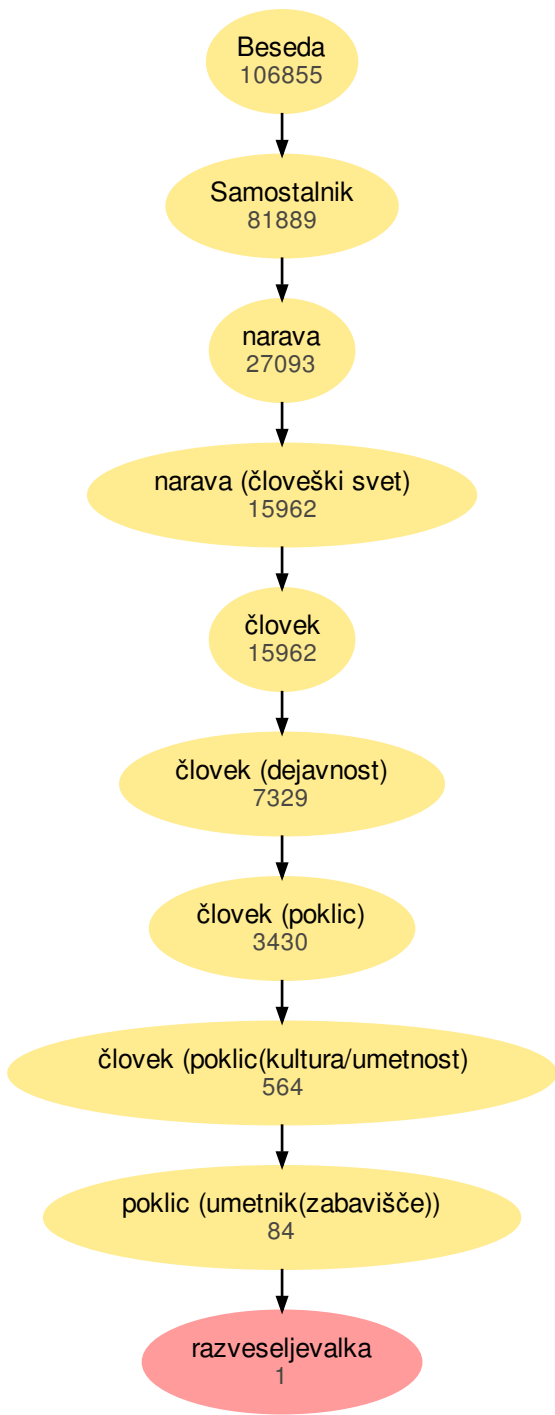 Beseda
106855
Samostalnik
81889
narava
27093
narava (človeški svet)
15962
človek
15962
človek (dejavnost)
7329
človek (poklic)
3430
človek (poklic(kultura/umetnost)
564
poklic (umetnik(zabavišče))
84
razveseljevalka
1